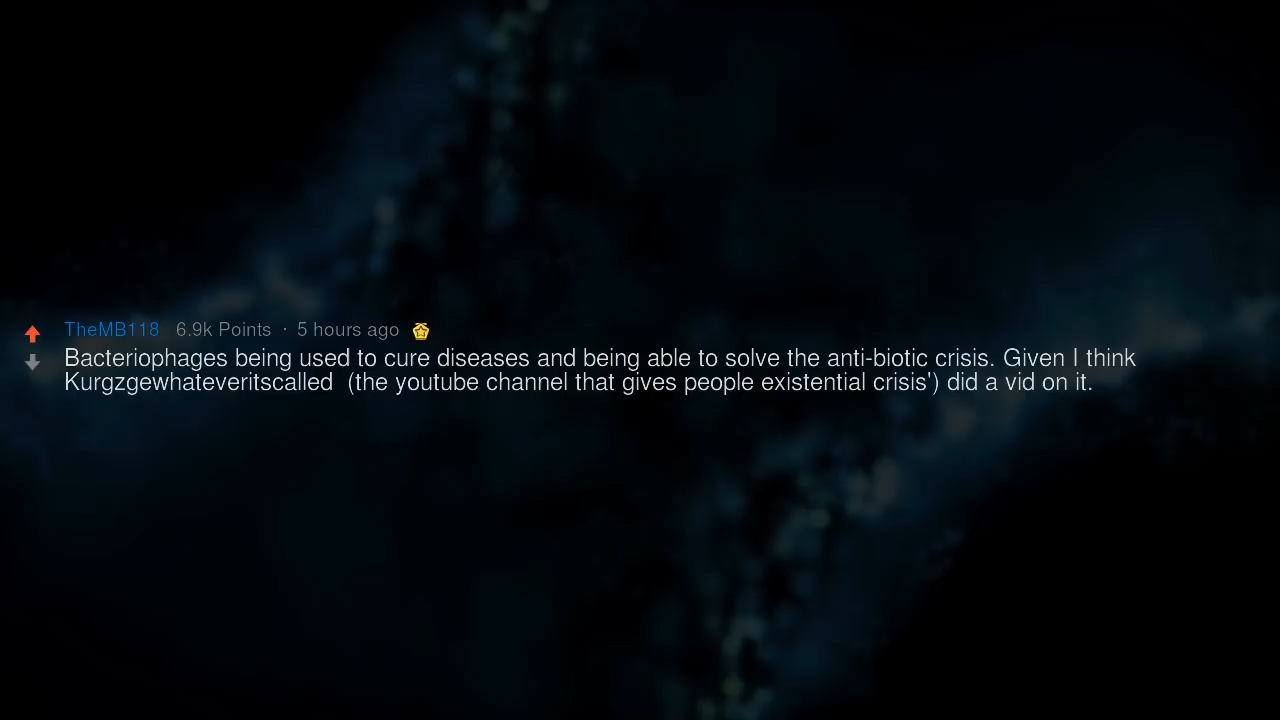 TheMB118 6.9k Points · 5 hours ago
Bacteriophages being used to cure diseases and being able to solve the anti-biotic crisis. Given I think
Kurgzgewhateveritscalled  (the youtube channel that gives people existential crisis') did a vid on it.